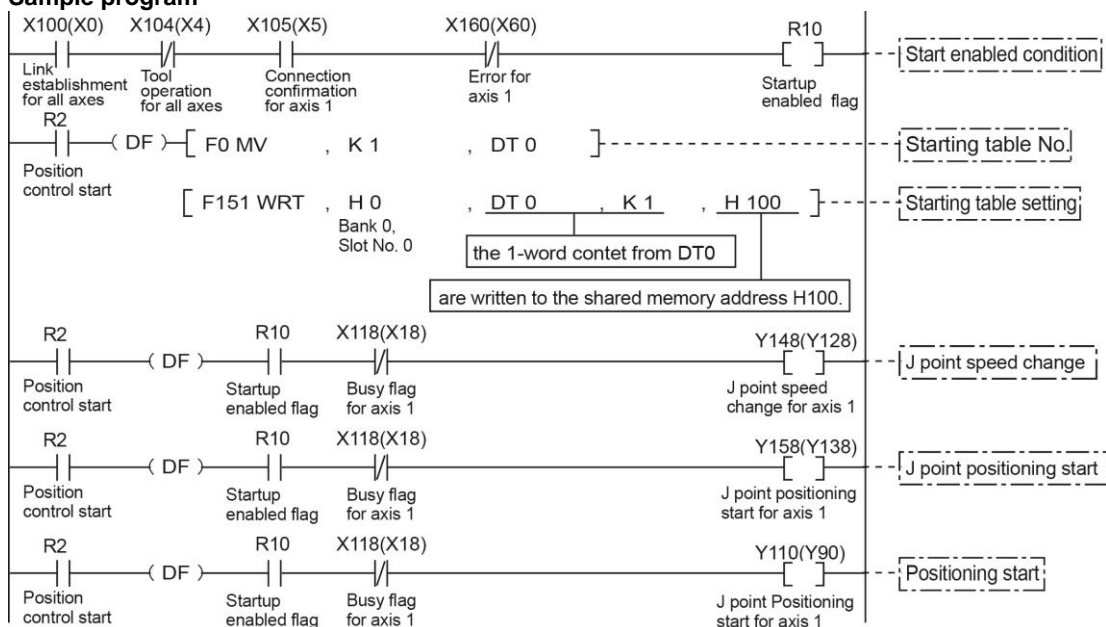 Sample program
X100(X0) X104(X4) X105(X5) X160(X60) R10
Start enabled condition
Link establishment for all axes
Tool operation for all axes
Connection confirmation for axis 1
Error for axis 1
Startup enabled flag
R2
( DF ) F0 MV , K 1 , DT 0
Starting table No.
Position control start
F151 WRT , H 0 , DT 0 , K 1 , H 100
Starting table setting
Bank 0,
Slot No. 0
the 1-word contet from DT0
are written to the shared memory address H100.
R2 R10 X118(X18) Y148(Y128)
( DF )
J point speed change
Position control start
Startup enabled flag
Busy flag for axis 1
J point speed change for axis 1
R2 R10 X118(X18) Y158(Y138)
( DF )
J point positioning start
Position control start
Startup enabled flag
Busy flag for axis 1
J point positioning start for axis 1
R2 R10 X118(X18) Y110(Y90)
( DF )
Positioning start
Position control start
Startup enabled flag
Busy flag for axis 1
J point Positioning start for axis 1